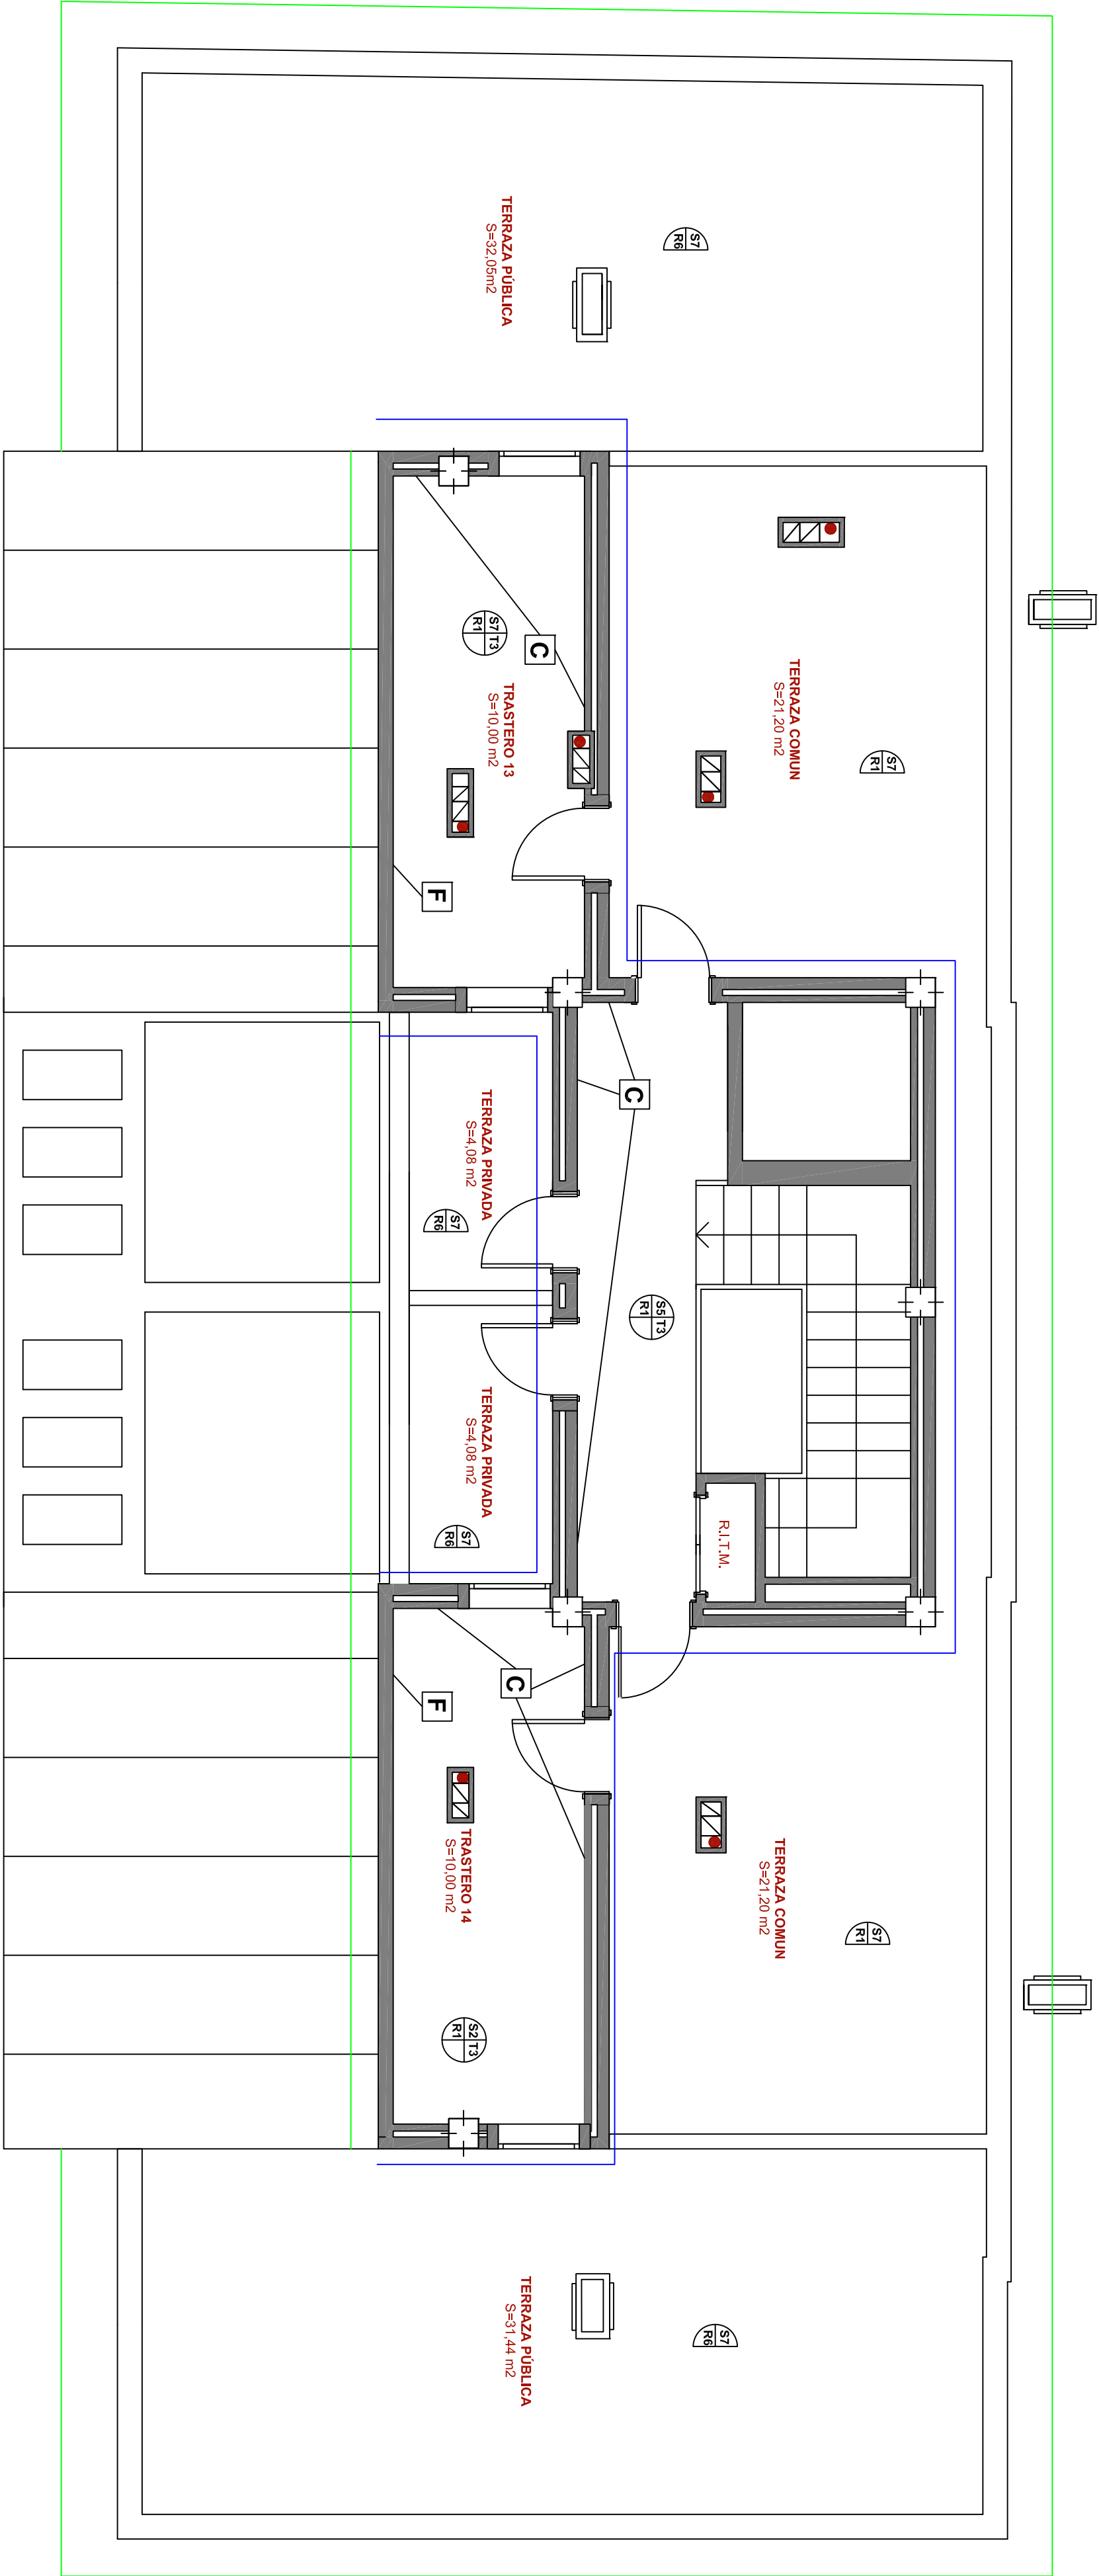 TERRAZA PÚBLICA
S=32,05m2
S7
R6
TERRAZA COMUN
S=21,20 m2
S7
R1
S7 T3
R1
C
TRASTERO 13
S=10,00 m2
F
C
TERRAZA PRIVADA
S=4,08 m2
S7
R6
S5 T3
R1
TERRAZA PRIVADA
S=4,08 m2
S7
R6
R.I.T.M.
C
F
TRASTERO 14
S=10,00 m2
S2 T3
R1
TERRAZA COMUN
S=21,20 m2
S7
R1
TERRAZA PÚBLICA
S=31,44 m2
S7
R6